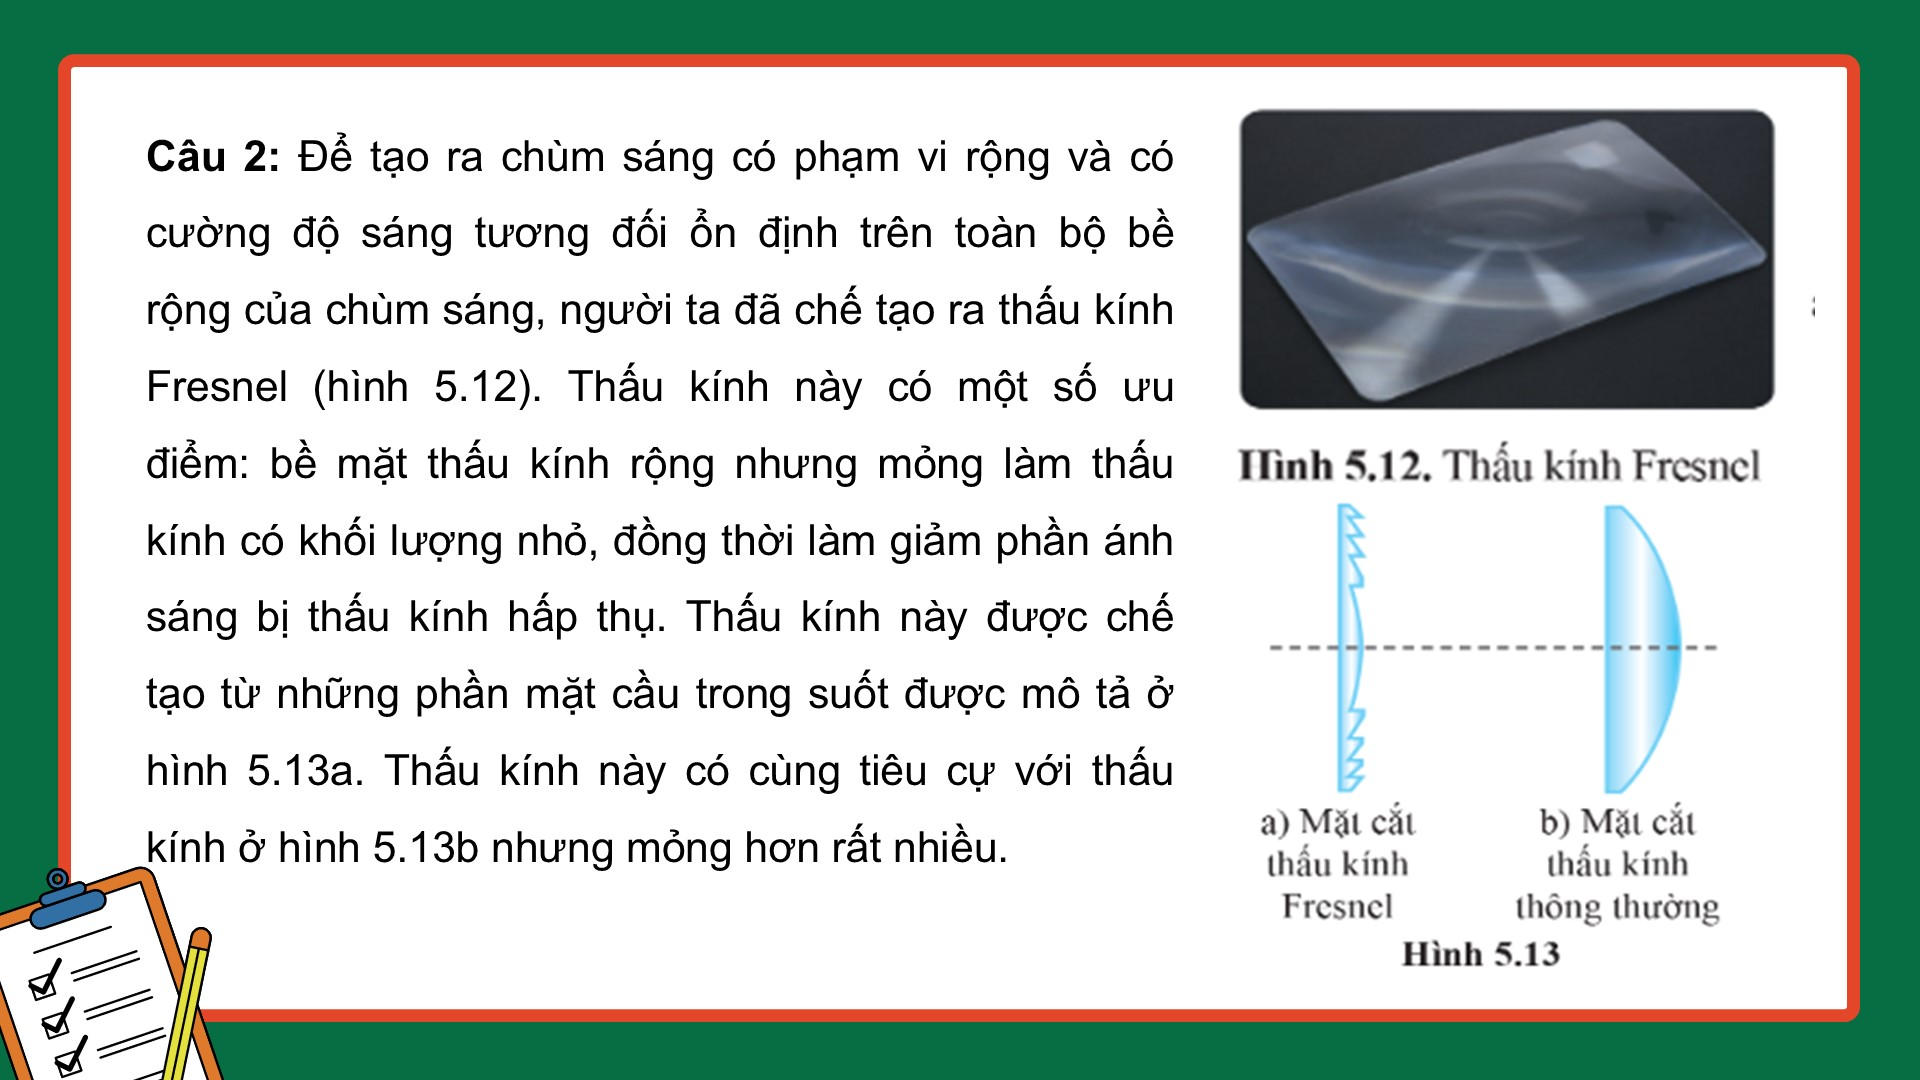 Câu 2: Để tạo ra chùm sáng có phạm vi rộng và có
cường độ sáng tương đối ổn định trên toàn bộ bề
rộng của chùm sáng, người ta đã chế tạo ra thấu kính
Fresnel (hình 5.12). Thấu kính này có một số ưu
điểm: bề mặt thấu kính rộng nhưng mỏng làm thấu
kính có khối lượng nhỏ, đồng thời làm giảm phần ánh
sáng bị thấu kính hấp thụ. Thấu kính này được chế
tạo từ những phần mặt cầu trong suốt được mô tả ở
hình 5.13a. Thấu kính này có cùng tiêu cự với thấu
kính ở hình 5.13b nhưng mỏng hơn rất nhiều.
Hình 5.12. Thấu kính Fresnel
a) Mặt cắt
thấu kính
Fresnel
b) Mặt cắt
thấu kính
thông thường
Hình 5.13